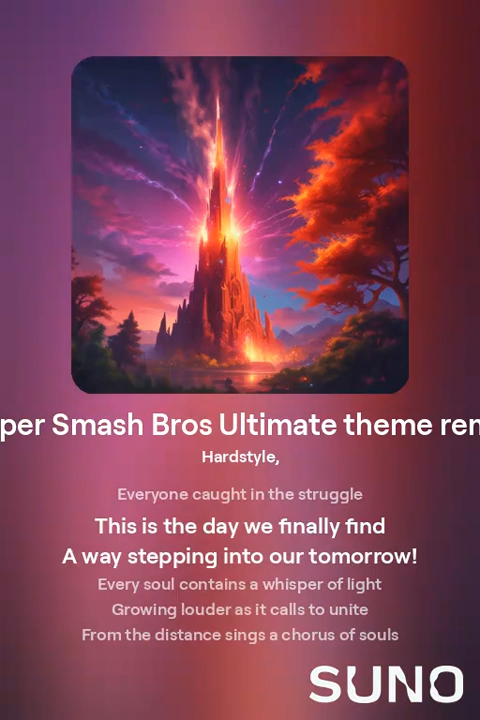 per Smash Bros Ultimate theme rem
Hardstyle,
Everyone caught in the struggle
This is the day we finally find
A way stepping into our tomorrow!
Every soul contains a whisper of light
Growing louder as it calls to unite
From the distance sings a chorus of souls
SUNO